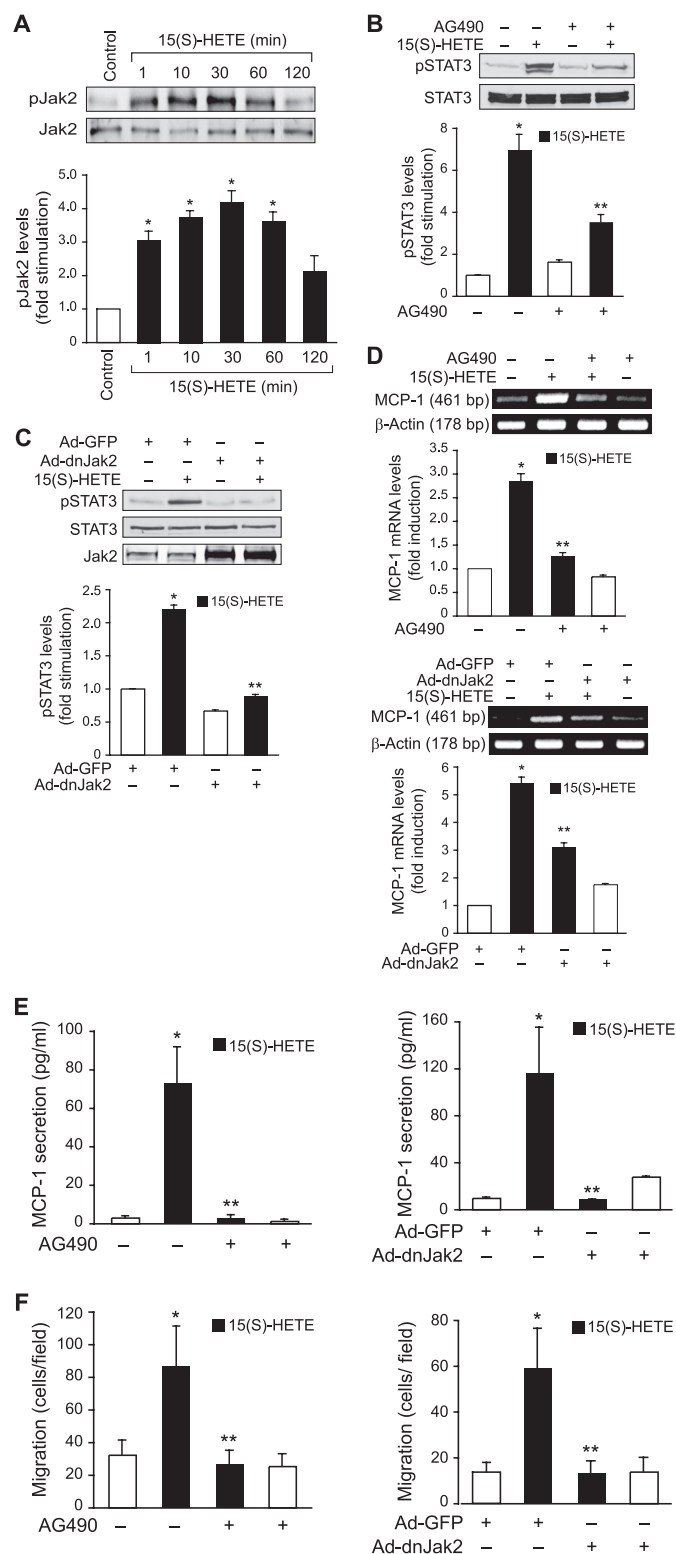 A
15(S)-HETE (min)
Control
1 10 30 60 120
pJak2
Jak2
pJak2 levels
(fold stimulation)
5.0
4.0
3.0
2.0
1.0
0
* * * *
Control
1 10 30 60 120
15(S)-HETE (min)
B
AG490 – – + +
15(S)-HETE – + – +
pSTAT3
STAT3
pSTAT3 levels
(fold stimulation)
8
6
4
2
0
15(S)-HETE
* **
AG490 – – + +
C
Ad-GFP + + – –
Ad-dnJak2 – – + +
15(S)-HETE – + – +
pSTAT3
STAT3
Jak2
pSTAT3 levels
(fold stimulation)
2.5
2.0
1.5
1.0
0.5
0
15(S)-HETE
* **
Ad-GFP + + – –
Ad-dnJak2 – – + +
D
AG490 – – + +
15(S)-HETE – + + –
MCP-1 (461 bp)
β-Actin (178 bp)
MCP-1 mRNA levels
(fold induction)
3.5
3.0
2.5
2.0
1.5
1.0
0.5
0
15(S)-HETE
* **
AG490 – – + +
Ad-GFP + + – –
Ad-dnJak2 – – + +
15(S)-HETE – + + –
MCP-1 (461 bp)
β-Actin (178 bp)
MCP-1 mRNA levels
(fold induction)
6
5
4
3
2
1
0
15(S)-HETE
* **
Ad-GFP + + – –
Ad-dnJak2 – – + +
E
MCP-1 secretion (pg/ml)
100
80
60
40
20
0
15(S)-HETE
* **
AG490 – – + +
MCP-1 secretion (pg/ml)
160
120
80
40
0
15(S)-HETE
* **
Ad-GFP + + – –
Ad-dnJak2 – – + +
F
Migration (cells/field)
120
100
80
60
40
20
0
15(S)-HETE
* **
AG490 – – + +
Migration (cells/ field)
80
60
40
20
0
15(S)-HETE
* **
Ad-GFP + + – –
Ad-dnJak2 – – + +